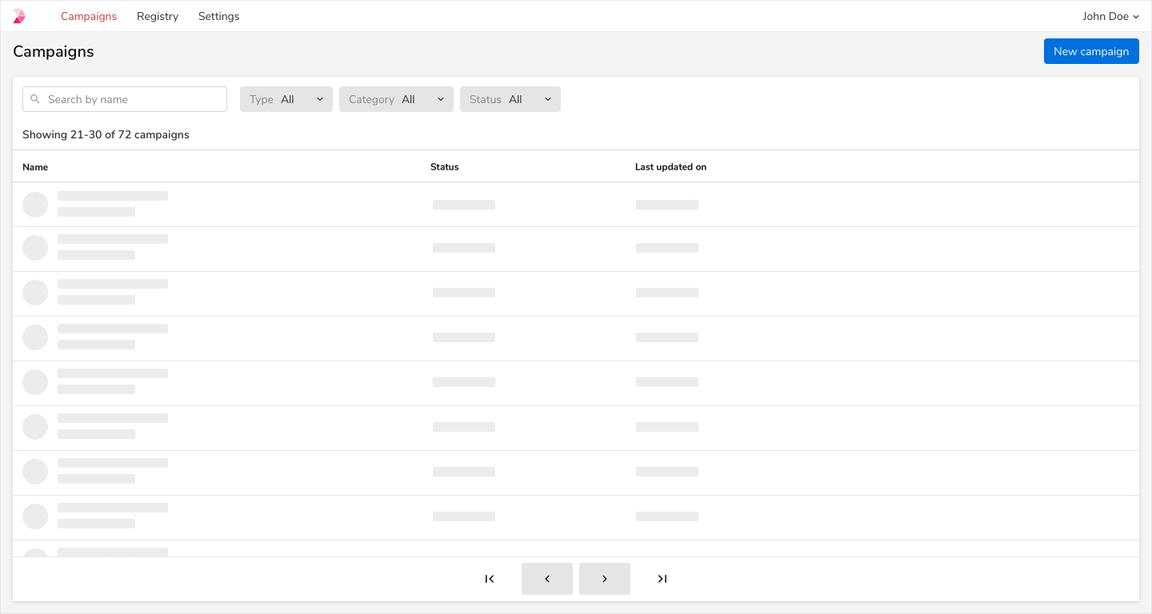 Campaigns Registry Settings John Doe
Campaigns New campaign
Search by name Type All Category All Status All
Showing 21-30 of 72 campaigns
Name Status Last updated on